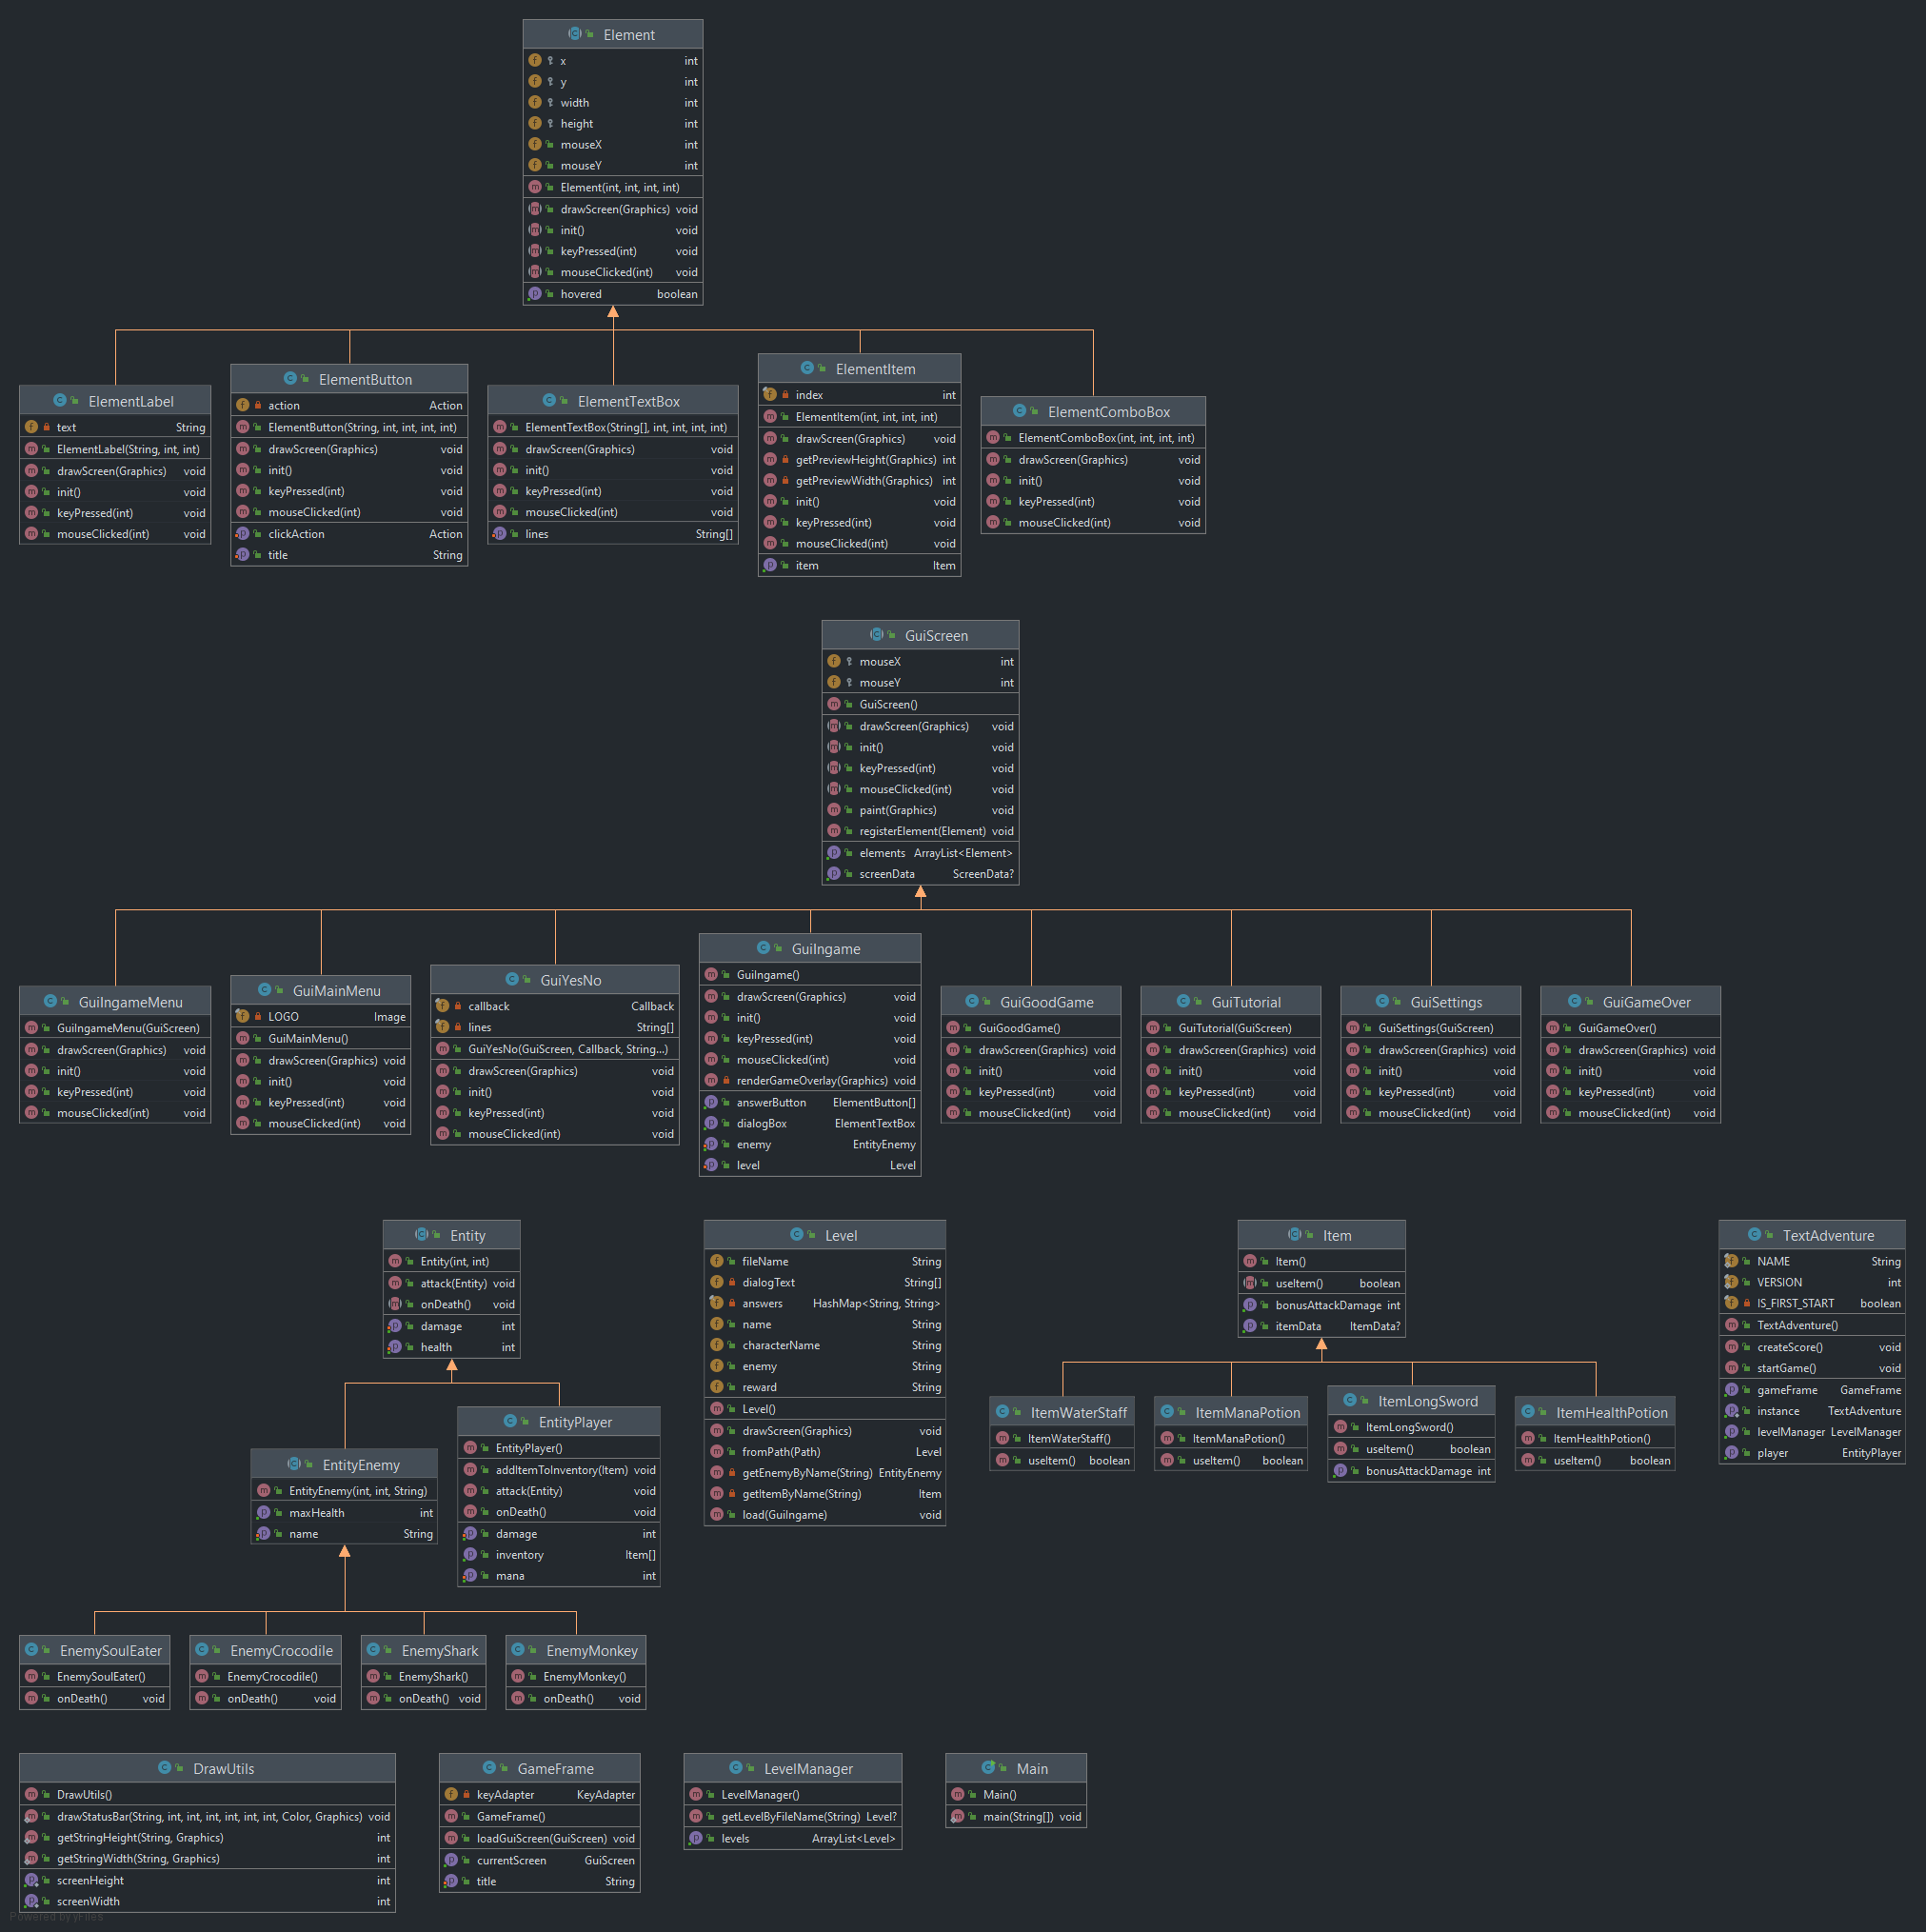 Element
x int
y int
width int
height int
mouseX int
mouseY int
Element(int, int, int, int)
drawScreen(Graphics) void
init() void
keyPressed(int) void
mouseClicked(int) void
hovered boolean
ElementLabel
text String
ElementLabel(String, int, int)
drawScreen(Graphics) void
init() void
keyPressed(int) void
mouseClicked(int) void
ElementButton
action Action
ElementButton(String, int, int, int, int)
drawScreen(Graphics) void
init() void
keyPressed(int) void
mouseClicked(int) void
clickAction Action
title String
ElementTextBox
ElementTextBox(String[], int, int, int, int)
drawScreen(Graphics) void
init() void
keyPressed(int) void
mouseClicked(int) void
lines String[]
ElementItem
index int
ElementItem(int, int, int, int)
drawScreen(Graphics) void
getPreviewHeight(Graphics) int
getPreviewWidth(Graphics) int
init() void
keyPressed(int) void
mouseClicked(int) void
item Item
ElementComboBox
ElementComboBox(int, int, int, int)
drawScreen(Graphics) void
init() void
keyPressed(int) void
mouseClicked(int) void
GuiScreen
mouseX int
mouseY int
GuiScreen()
drawScreen(Graphics) void
init() void
keyPressed(int) void
mouseClicked(int) void
paint(Graphics) void
registerElement(Element) void
elements ArrayList<Element>
screenData ScreenData?
GuiIngameMenu
GuiIngameMenu(GuiScreen)
drawScreen(Graphics) void
init() void
keyPressed(int) void
mouseClicked(int) void
GuiMainMenu
LOGO Image
GuiMainMenu()
drawScreen(Graphics) void
init() void
keyPressed(int) void
mouseClicked(int) void
GuiYesNo
callback Callback
lines String[]
GuiYesNo(GuiScreen, Callback, String...)
drawScreen(Graphics) void
init() void
keyPressed(int) void
mouseClicked(int) void
GuiIngame
GuiIngame()
drawScreen(Graphics) void
init() void
keyPressed(int) void
mouseClicked(int) void
renderGameOverlay(Graphics) void
answerButton ElementButton[]
dialogBox ElementTextBox
enemy EntityEnemy
level Level
GuiGoodGame
GuiGoodGame()
drawScreen(Graphics) void
init() void
keyPressed(int) void
mouseClicked(int) void
GuiTutorial
GuiTutorial(GuiScreen)
drawScreen(Graphics) void
init() void
keyPressed(int) void
mouseClicked(int) void
GuiSettings
GuiSettings(GuiScreen)
drawScreen(Graphics) void
init() void
keyPressed(int) void
mouseClicked(int) void
GuiGameOver
GuiGameOver()
drawScreen(Graphics) void
init() void
keyPressed(int) void
mouseClicked(int) void
Entity
Entity(int, int)
attack(Entity) void
onDeath() void
damage int
health int
EntityEnemy
EntityEnemy(int, int, String)
maxHealth int
name String
EntityPlayer
EntityPlayer()
addItemToInventory(Item) void
attack(Entity) void
onDeath() void
damage int
inventory Item[]
mana int
Level
fileName String
dialogText String[]
answers HashMap<String, String>
name String
characterName String
enemy String
reward String
Level()
drawScreen(Graphics) void
fromPath(Path) Level
getEnemyByName(String) EntityEnemy
getItemByName(String) Item
load(GuiIngame) void
Item
Item()
useItem() boolean
bonusAttackDamage int
itemData ItemData?
ItemWaterStaff
ItemWaterStaff()
useItem() boolean
ItemManaPotion
ItemManaPotion()
useItem() boolean
ItemLongSword
ItemLongSword()
useItem() boolean
bonusAttackDamage int
ItemHealthPotion
ItemHealthPotion()
useItem() boolean
TextAdventure
NAME String
VERSION int
IS_FIRST_START boolean
TextAdventure()
createScore() void
startGame() void
gameFrame GameFrame
instance TextAdventure
levelManager LevelManager
player EntityPlayer
EnemySoulEater
EnemySoulEater()
onDeath() void
EnemyCrocodile
EnemyCrocodile()
onDeath() void
EnemyShark
EnemyShark()
onDeath() void
EnemyMonkey
EnemyMonkey()
onDeath() void
DrawUtils
DrawUtils()
drawStatusBar(String, int, int, int, int, int, int, Color, Graphics) void
getStringHeight(String, Graphics) int
getStringWidth(String, Graphics) int
screenHeight int
screenWidth int
GameFrame
keyAdapter KeyAdapter
GameFrame()
loadGuiScreen(GuiScreen) void
currentScreen GuiScreen
title String
LevelManager
LevelManager()
getLevelByFileName(String) Level?
levels ArrayList<Level>
Main
Main()
main(String[]) void
Powered by yFiles